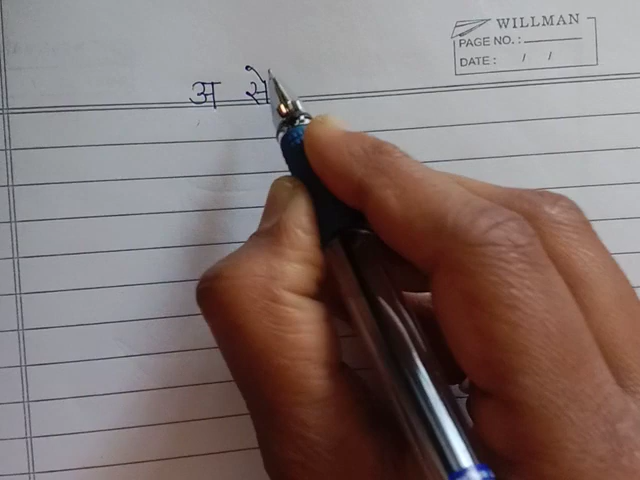 WILLMAN
PAGE NO. :
DATE : / /
अ से